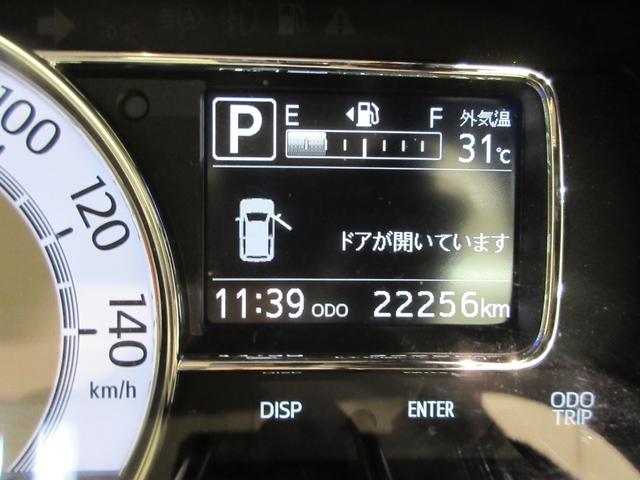 100
120
140
km/h
P
E F 外気温
31℃
ドアが開いています
11:39 ODO 22256km
DISP ENTER ODO
TRIP